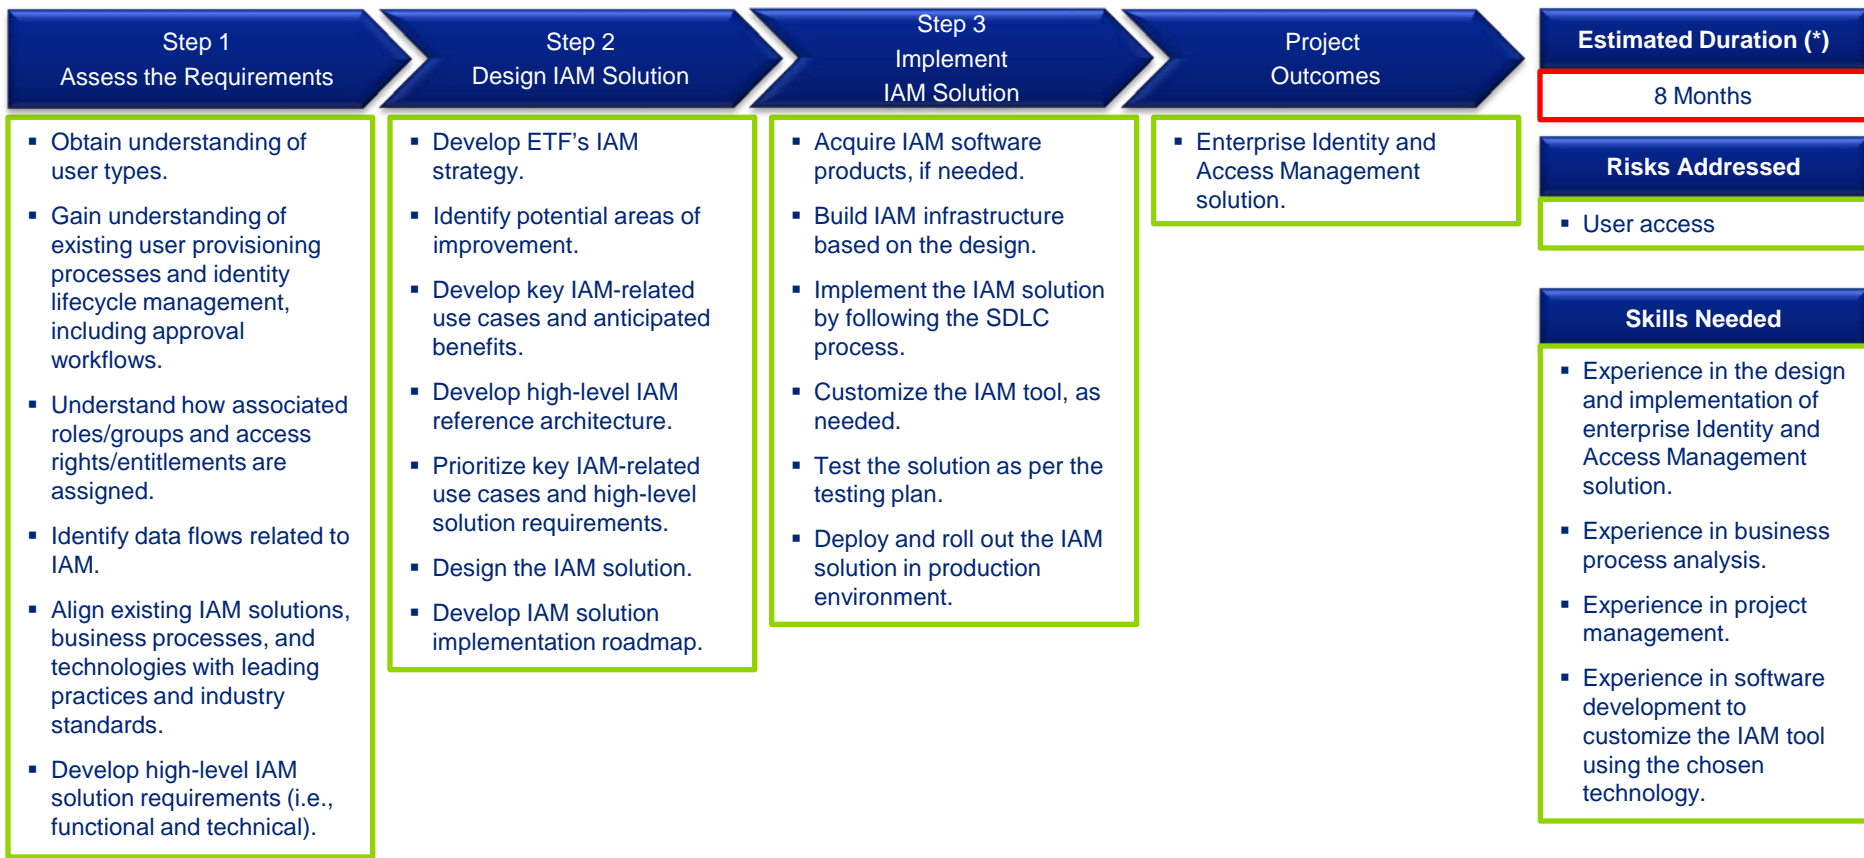 Step 1
Assess the Requirements
▪ Obtain understanding of
user types.
▪ Gain understanding of
existing user provisioning
processes and identity
lifecycle management,
including approval
workflows.
▪ Understand how associated
roles/groups and access
rights/entitlements are
assigned.
▪ Identify data flows related to
IAM.
▪ Align existing IAM solutions,
business processes, and
technologies with leading
practices and industry
standards.
▪ Develop high-level IAM
solution requirements (i.e.,
functional and technical).
Step 2
Design IAM Solution
▪ Develop ETF's IAM
strategy.
▪ Identify potential areas of
improvement.
▪ Develop key IAM-related
use cases and anticipated
benefits.
▪ Develop high-level IAM
reference architecture.
▪ Prioritize key IAM-related
use cases and high-level
solution requirements.
▪ Design the IAM solution.
▪ Develop IAM solution
implementation roadmap.
Step 3
Implement
IAM Solution
▪ Acquire IAM software
products, if needed.
▪ Build IAM infrastructure
based on the design.
▪ Implement the IAM solution
by following the SDLC
process.
▪ Customize the IAM tool, as
needed.
▪ Test the solution as per the
testing plan.
▪ Deploy and roll out the IAM
solution in production
environment.
Project
Outcomes
▪ Enterprise Identity and
Access Management
solution.
Estimated Duration (*)
8 Months
Risks Addressed
▪ User access
Skills Needed
▪ Experience in the design
and implementation of
enterprise Identity and
Access Management
solution.
▪ Experience in business
process analysis.
▪ Experience in project
management.
▪ Experience in software
development to
customize the IAM tool
using the chosen
technology.